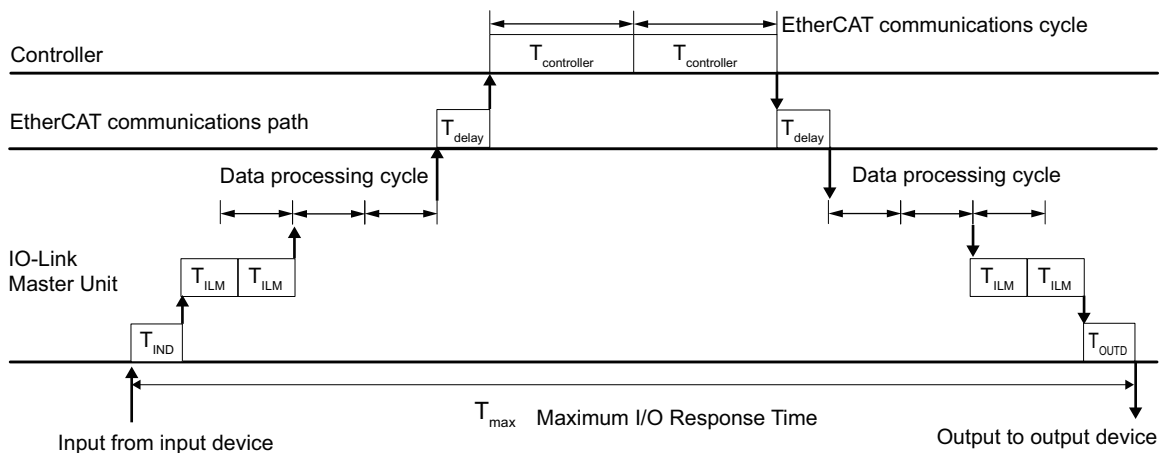 EtherCAT communications cycle
Controller
T controller
T controller
EtherCAT communications path
T delay
T delay
Data processing cycle
Data processing cycle
IO-Link
Master Unit
T ILM
T ILM
T ILM
T ILM
T IND
T OUTD
T max Maximum I/O Response Time
Input from input device
Output to output device